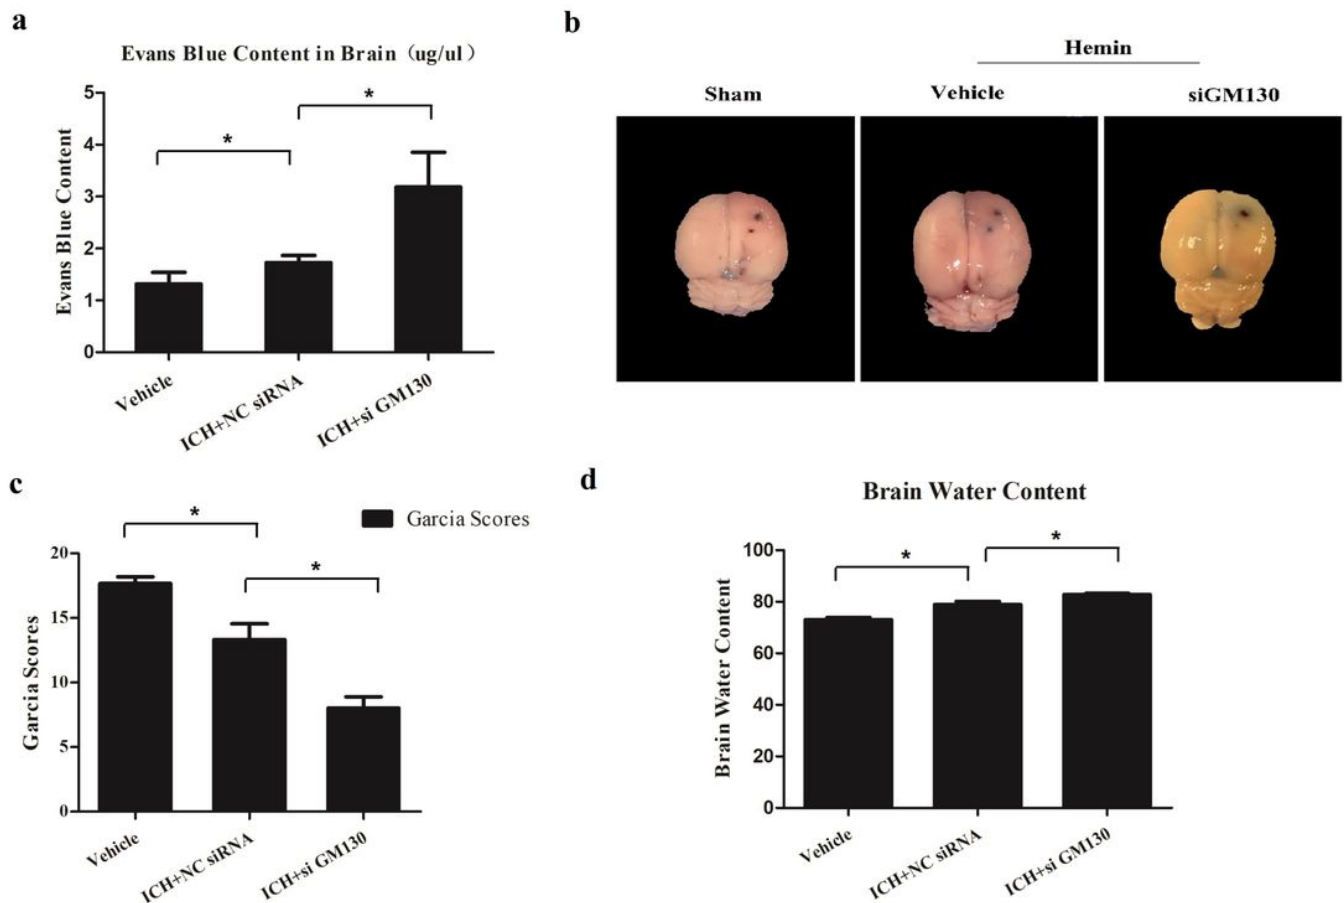 a
Evans Blue Content in Brain (ug/ul)
Evans Blue Content
5
4
3
2
1
0
*
*
Vehicle
ICH+NC siRNA
ICH+si GM130
b
Hemin
Sham
Vehicle
siGM130
c
Garcia Scores
Garcia Scores
20
15
10
5
0
*
*
Vehicle
ICH+NC siRNA
ICH+si GM130
d
Brain Water Content
Brain Water Content
100
80
60
40
20
0
*
*
Vehicle
ICH+NC siRNA
ICH+si GM130